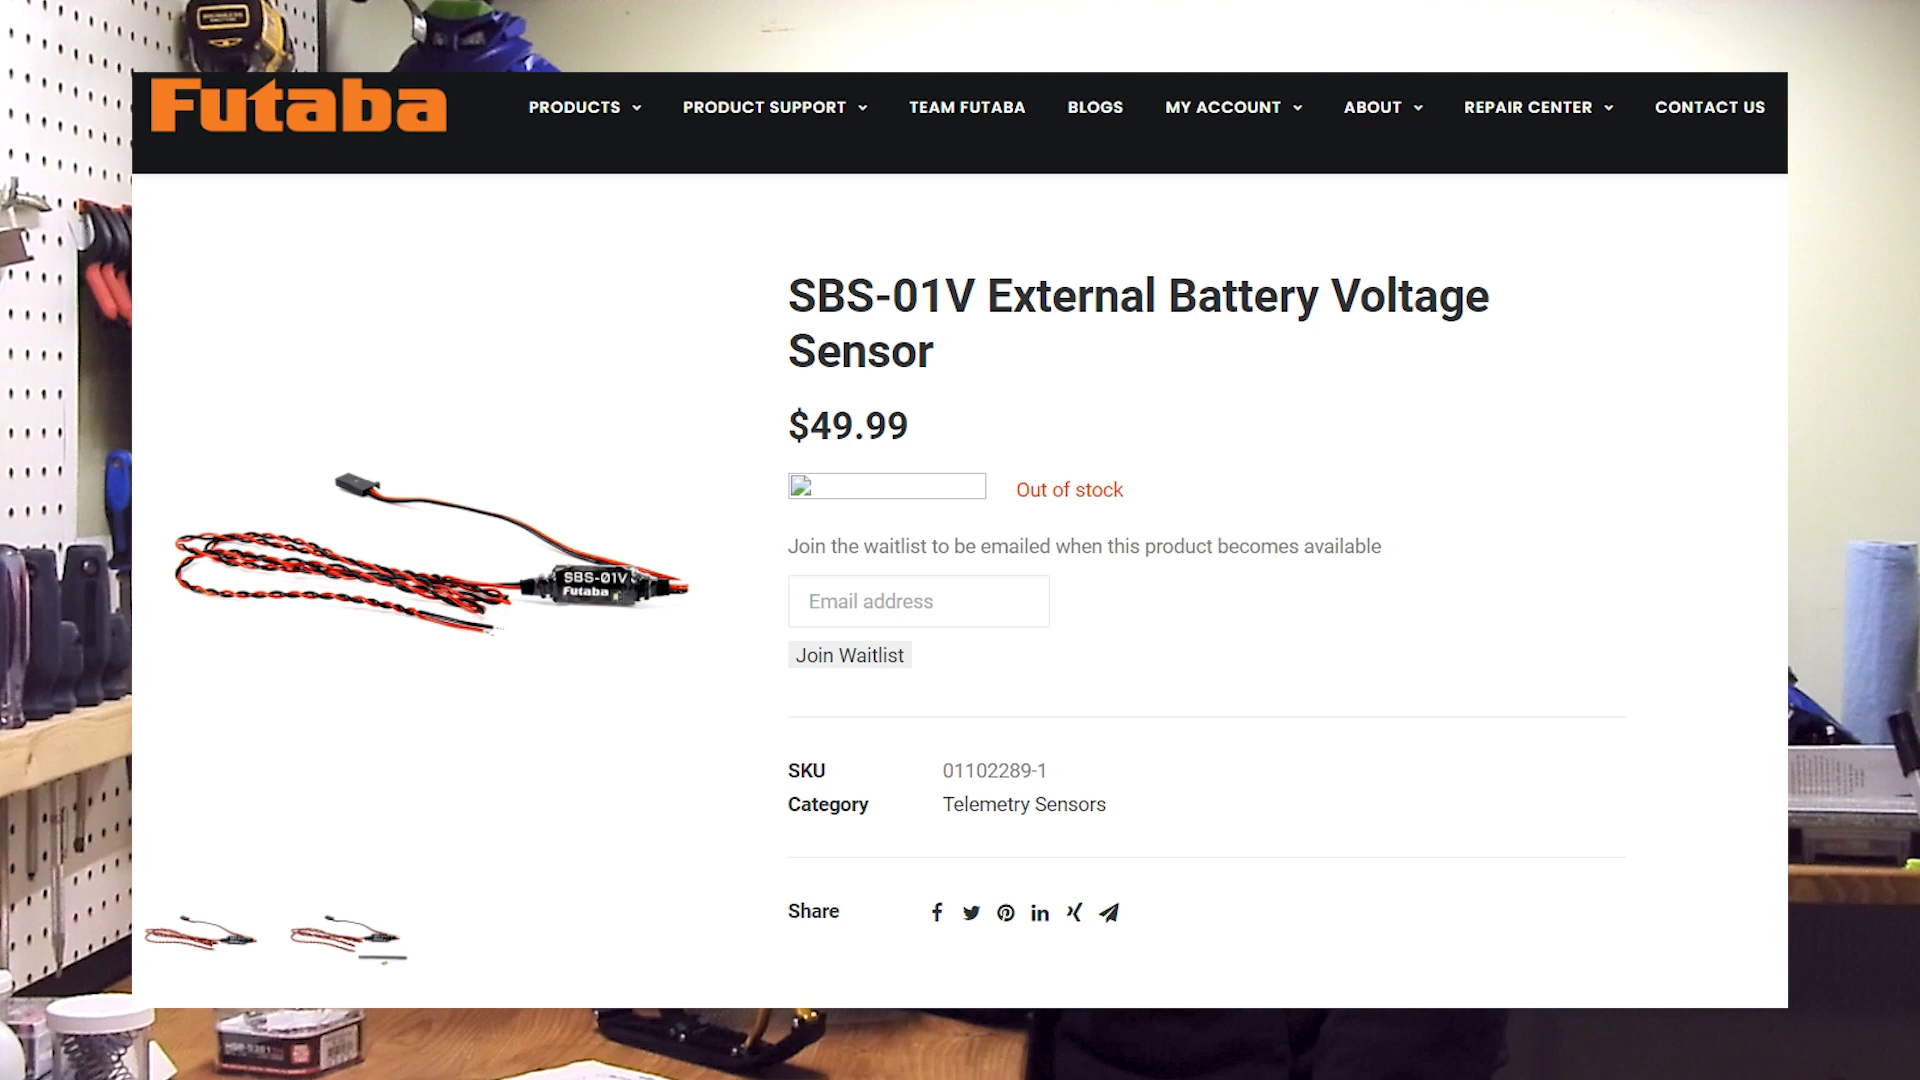 Futaba
PRODUCTS
PRODUCT SUPPORT
TEAM FUTABA
BLOGS
MY ACCOUNT
ABOUT
REPAIR CENTER
CONTACT US
SBS-01V External Battery Voltage
Sensor
$49.99
Out of stock
Join the waitlist to be emailed when this product becomes available
Email address
Join Waitlist
SBS-01V
Futaba
SKU 01102289-1
Category Telemetry Sensors
Share